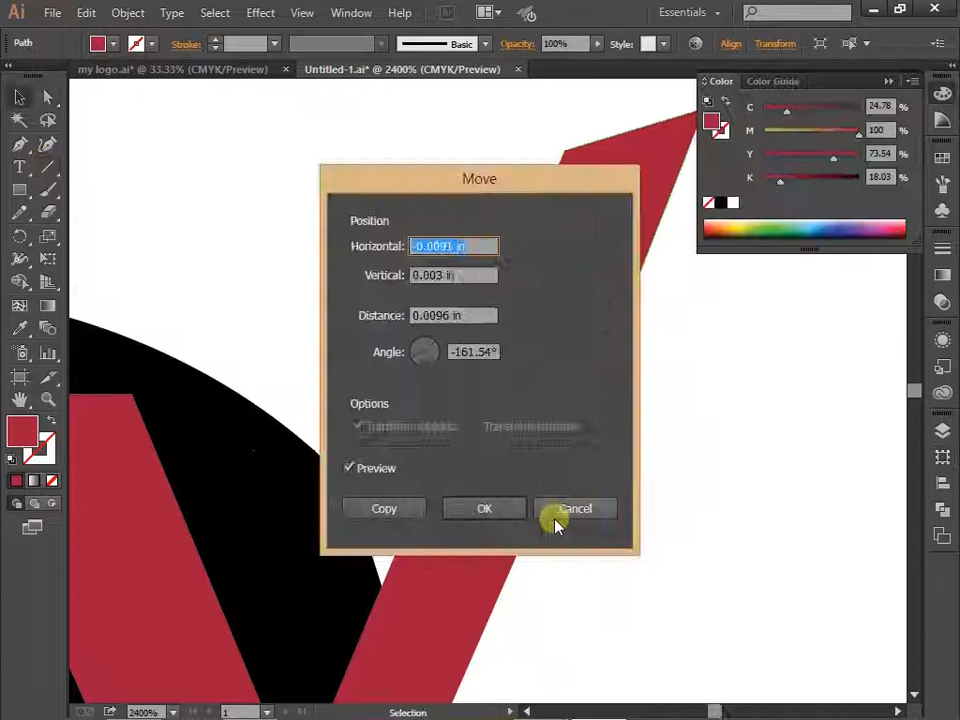 Ai File Edit Object Type Select Effect View Window Help Br Essentials
Path Stroke: Basic Opacity: 100% Style: Align Transform
my logo.ai* @ 33.33% (CMYK/Preview) × Untitled-1.ai* @ 2400% (CMYK/Preview) ×
Color Color Guide
C 24.78 %
M 100 %
Y 73.54 %
K 18.03 %
Move
Position
Horizontal: -0.0091 in
Vertical: 0.003 in
Distance: 0.0096 in
Angle: -161.54°
Options
Preview
Copy OK Cancel
T
2400% 1 Selection